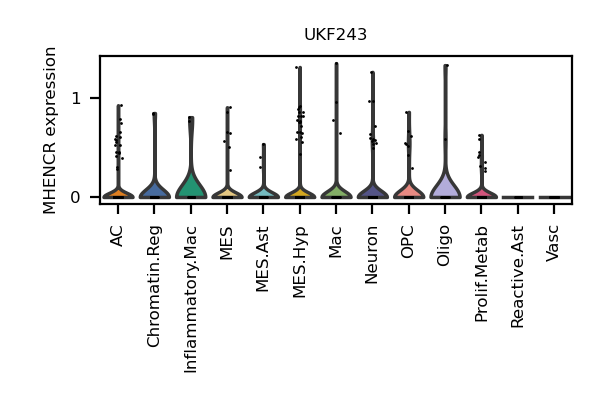 UKF243
MHENCR expression
1
0
AC
Chromatin.Reg
Inflammatory.Mac
MES
MES.Ast
MES.Hyp
Mac
Neuron
OPC
Oligo
Prolif.Metab
Reactive.Ast
Vasc